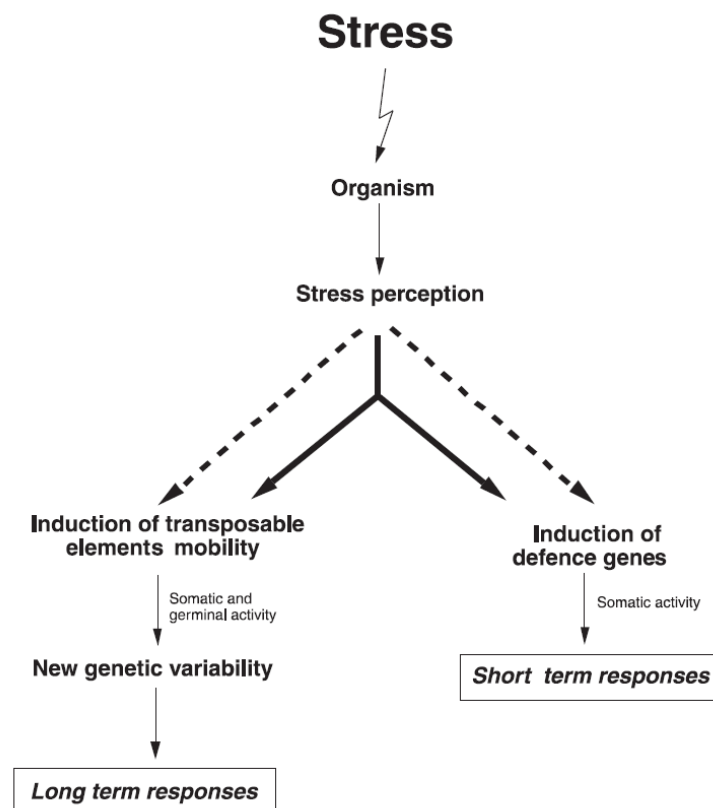 Stress
Organism
Stress perception
Induction of transposable
elements mobility
Somatic and
germinal activity
New genetic variability
Long term responses
Induction of
defence genes
Somatic activity
Short term responses